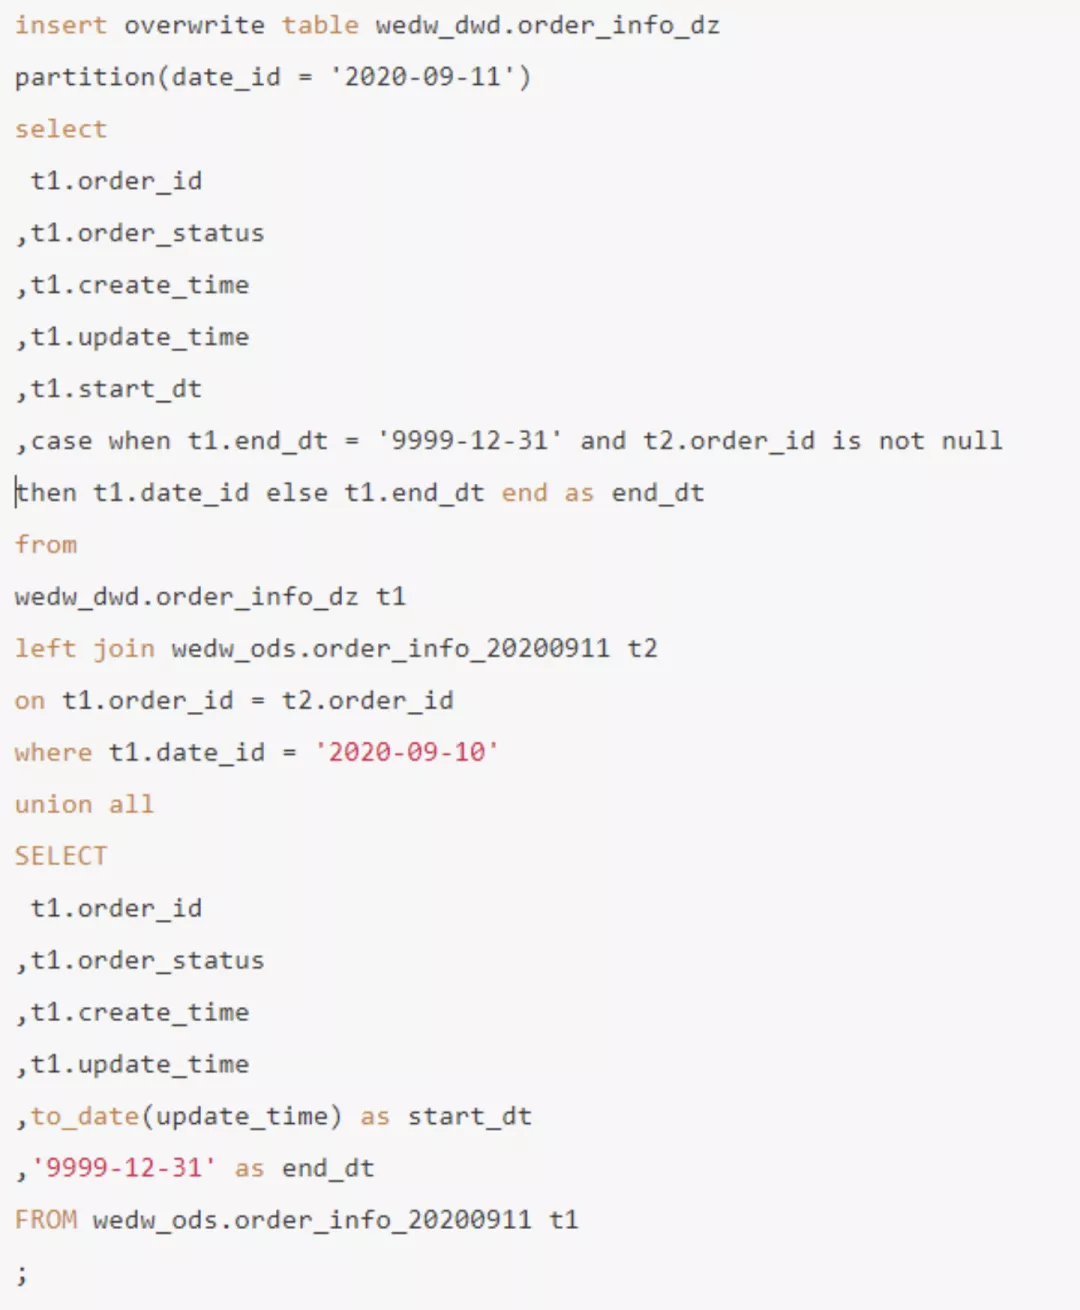 insert overwrite table wedw_dwd.order_info_dz
partition(date_id = '2020-09-11')
select
 t1.order_id
,t1.order_status
,t1.create_time
,t1.update_time
,t1.start_dt
,case when t1.end_dt = '9999-12-31' and t2.order_id is not null
then t1.date_id else t1.end_dt end as end_dt
from
wedw_dwd.order_info_dz t1
left join wedw_ods.order_info_20200911 t2
on t1.order_id = t2.order_id
where t1.date_id = '2020-09-10'
union all
SELECT
 t1.order_id
,t1.order_status
,t1.create_time
,t1.update_time
,to_date(update_time) as start_dt
,'9999-12-31' as end_dt
FROM wedw_ods.order_info_20200911 t1
;